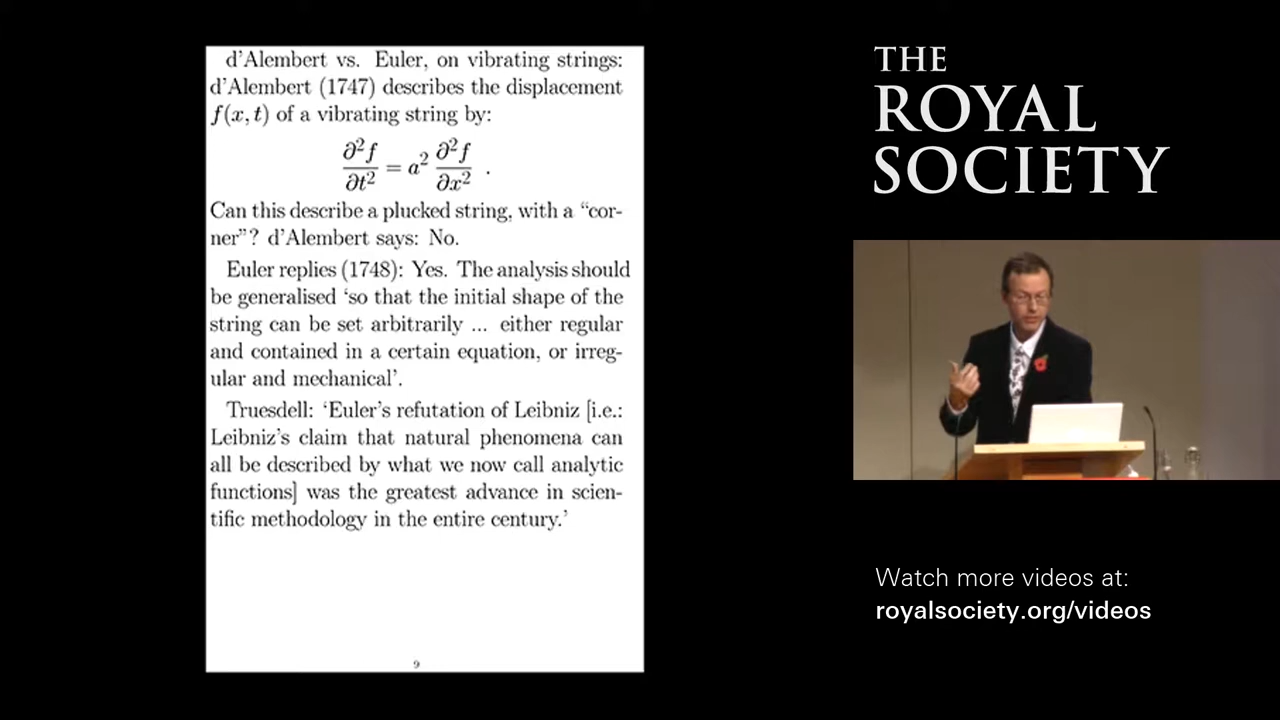 d'Alembert vs. Euler, on vibrating strings:
d'Alembert (1747) describes the displacement
f(x, t) of a vibrating string by:
∂²f/∂t² = a² ∂²f/∂x² .
Can this describe a plucked string, with a “cor-
ner”? d'Alembert says: No.
Euler replies (1748): Yes. The analysis should
be generalised ‘so that the initial shape of the
string can be set arbitrarily ... either regular
and contained in a certain equation, or irreg-
ular and mechanical’.
Truesdell: ‘Euler's refutation of Leibniz [i.e.:
Leibniz's claim that natural phenomena can
all be described by what we now call analytic
functions] was the greatest advance in scien-
tific methodology in the entire century.’
9
THE
ROYAL
SOCIETY
Watch more videos at:
royalsociety.org/videos